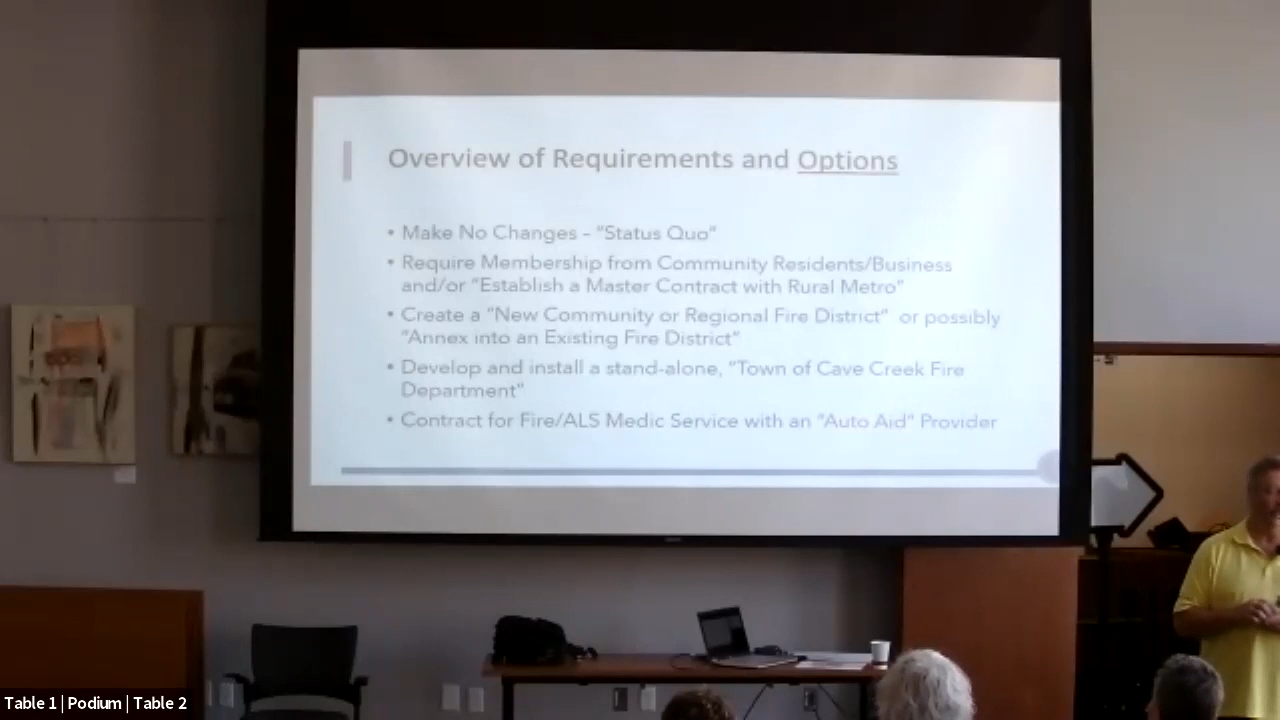 Overview of Requirements and Options
• Make No Changes – "Status Quo"
• Require Membership from Community Residents/Business
and/or "Establish a Master Contract with Rural Metro"
• Create a "New Community or Regional Fire District" or possibly
"Annex into an Existing Fire District"
• Develop and install a stand-alone, "Town of Cave Creek Fire
Department"
• Contract for Fire/ALS Medic Service with an "Auto Aid" Provider
Table 1 | Podium | Table 2